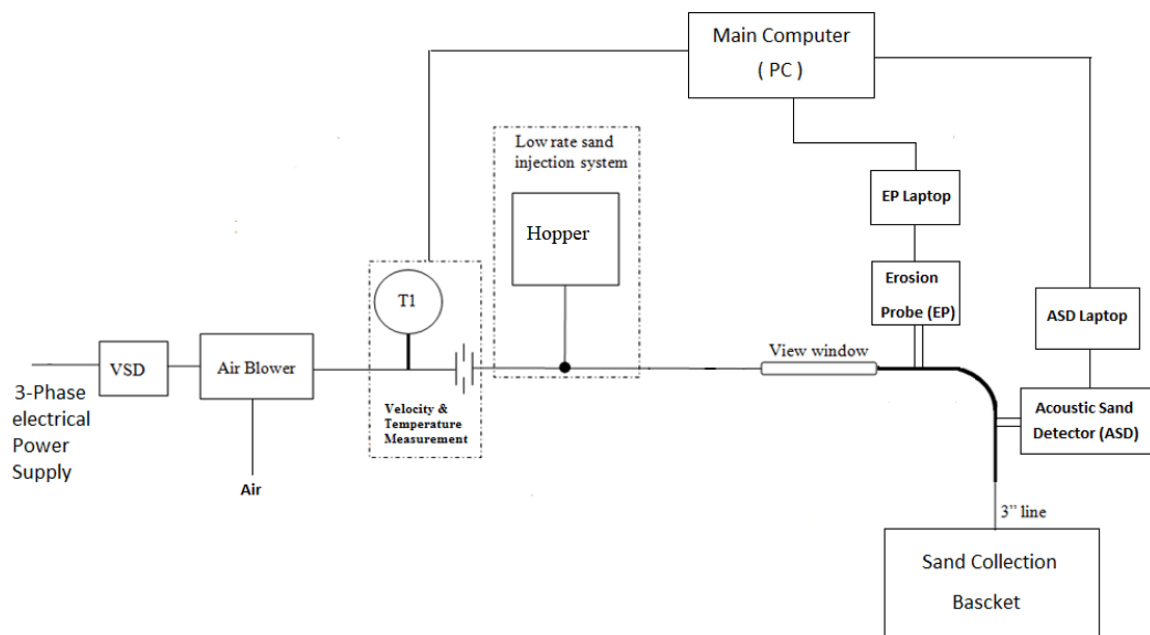 Main Computer
( PC )
Low rate sand
injection system
Hopper
EP Laptop
Erosion
Probe (EP)
T1
ASD Laptop
VSD
Air Blower
View window
3-Phase
electrical
Power
Supply
Velocity &
Temperature
Measurement
Acoustic Sand
Detector (ASD)
Air
3” line
Sand Collection
Bascket